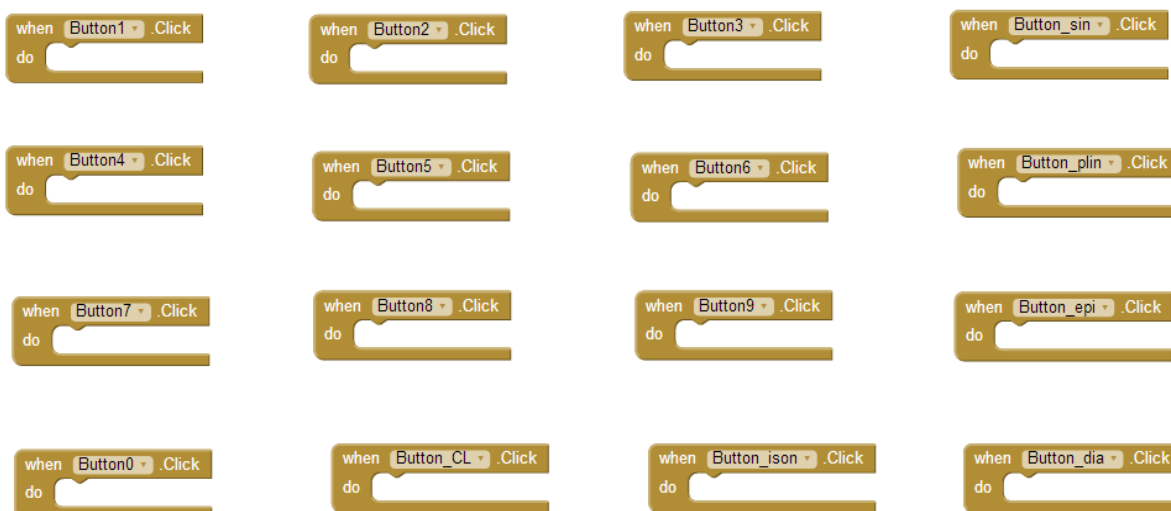 when Button1 .Click
do
when Button2 .Click
do
when Button3 .Click
do
when Button_sin .Click
do
when Button4 .Click
do
when Button5 .Click
do
when Button6 .Click
do
when Button_plin .Click
do
when Button7 .Click
do
when Button8 .Click
do
when Button9 .Click
do
when Button_epi .Click
do
when Button0 .Click
do
when Button_CL .Click
do
when Button_ison .Click
do
when Button_dia .Click
do